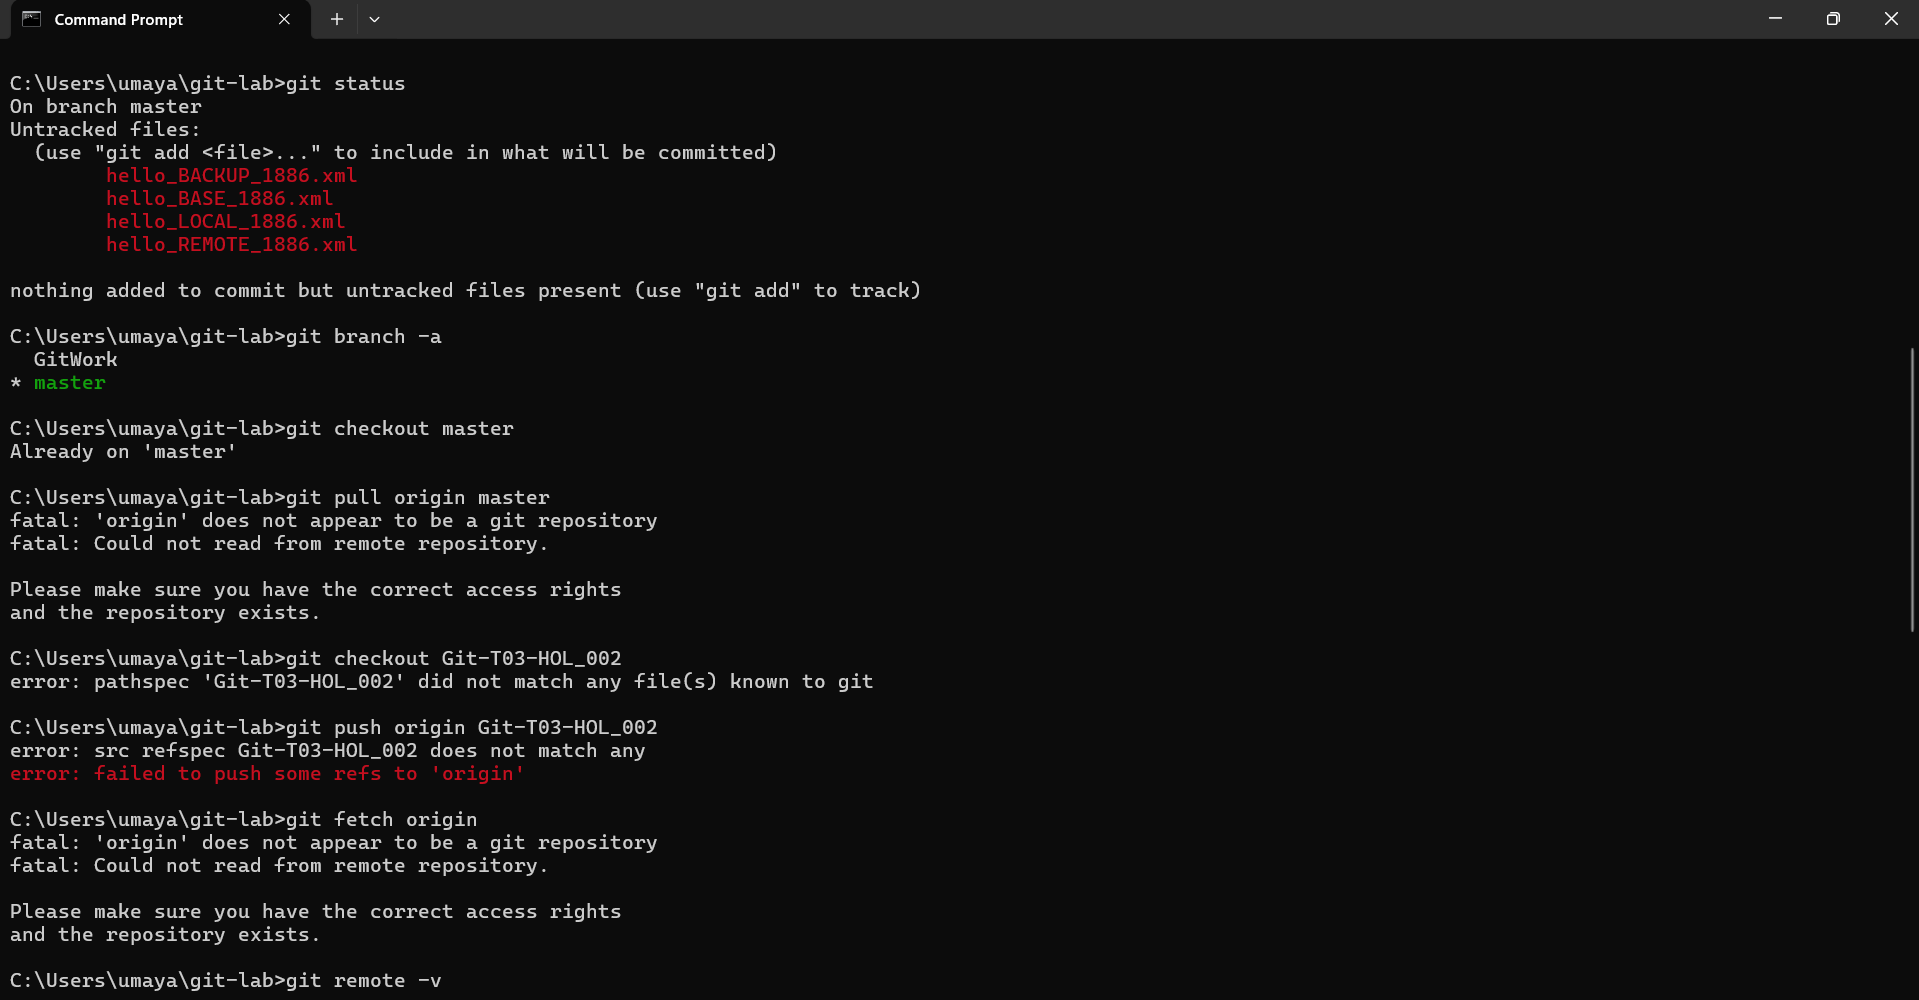 Command Prompt
C:\Users\umaya\git-lab>git status
On branch master
Untracked files:
  (use "git add <file>..." to include in what will be committed)
        hello_BACKUP_1886.xml
        hello_BASE_1886.xml
        hello_LOCAL_1886.xml
        hello_REMOTE_1886.xml

nothing added to commit but untracked files present (use "git add" to track)

C:\Users\umaya\git-lab>git branch -a
  GitWork
* master

C:\Users\umaya\git-lab>git checkout master
Already on 'master'

C:\Users\umaya\git-lab>git pull origin master
fatal: 'origin' does not appear to be a git repository
fatal: Could not read from remote repository.

Please make sure you have the correct access rights
and the repository exists.

C:\Users\umaya\git-lab>git checkout Git-T03-HOL_002
error: pathspec 'Git-T03-HOL_002' did not match any file(s) known to git

C:\Users\umaya\git-lab>git push origin Git-T03-HOL_002
error: src refspec Git-T03-HOL_002 does not match any
error: failed to push some refs to 'origin'

C:\Users\umaya\git-lab>git fetch origin
fatal: 'origin' does not appear to be a git repository
fatal: Could not read from remote repository.

Please make sure you have the correct access rights
and the repository exists.

C:\Users\umaya\git-lab>git remote -v